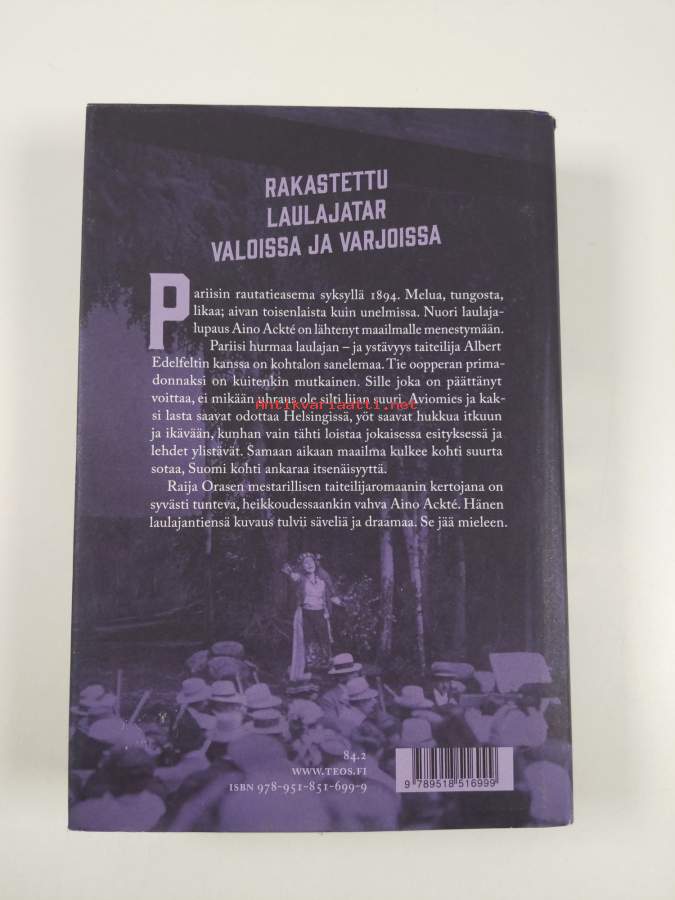 RAKASTETTU
LAULAJATAR
VALOISSA JA VARJOISSA
Pariisin rautatieasema syksyllä 1894. Melua, tungosta,
likaa; aivan toisenlaista kuin unelmissa. Nuori laulaja-
lupaus Aino Ackté on lähtenyt maailmalle menestymään.
Pariisi hurmaa laulajan – ja ystävyys taiteilija Albert
Edelfeltin kanssa on kohtalon sanelemaa. Tie oopperan prima-
donnaksi on kuitenkin mutkainen. Sille joka on päättänyt
voittaa, ei mikään uhraus ole silti liian suuri. Aviomies ja kak-
Antikvariaatti.net
si lasta saavat odottaa Helsingissä, yöt saavat hukkua itkuun
ja ikävään, kunhan vain tähti loistaa jokaisessa esityksessä ja
lehdet ylistävät. Samaan aikaan maailma kulkee kohti suurta
sotaa, Suomi kohti ankaraa itsenäisyyttä.
Raija Orasen mestarillisen taiteilijaromaanin kertojana on
syvästi tunteva, heikkoudessaankin vahva Aino Ackté. Hänen
laulajantiensä kuvaus tulvii säveliä ja draamaa. Se jää mieleen.
84.2
WWW.TEOS.FI
ISBN 978-951-851-699-9
9 789518 516999